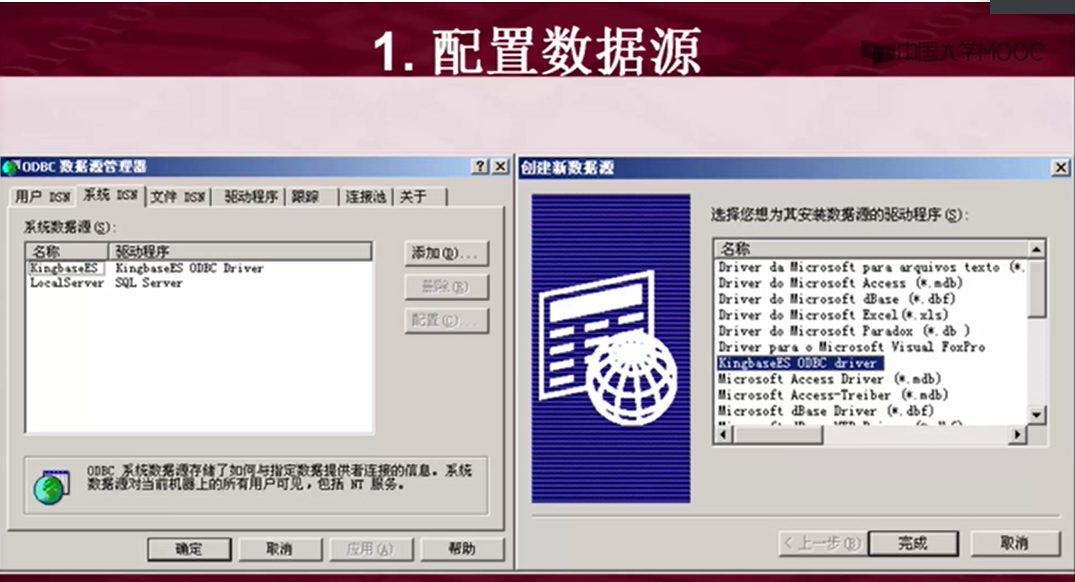 1. 配置数据源
中国大学MOOC
ODBC 数据源管理器
用户 DSN 系统 DSN 文件 DSN 驱动程序 跟踪 连接池 关于
系统数据源(S):
名称 驱动程序
KingbaseES KingbaseES ODBC Driver
LocalServer SQL Server
添加(D)...
删除(R)
配置(C)...
ODBC 系统数据源存储了如何与指定数据提供者连接的信息。系统
数据源对当前机器上的所有用户可见，包括 NT 服务。
确定 取消 应用(A) 帮助
创建新数据源
选择您想为其安装数据源的驱动程序(S):
名称
Driver da Microsoft para arquivos texto (*.
Driver do Microsoft Access (*.mdb)
Driver do Microsoft dBase (*.dbf)
Driver do Microsoft Excel(*.xls)
Driver do Microsoft Paradox (*.db )
Driver para o Microsoft Visual FoxPro
KingbaseES ODBC driver
Microsoft Access Driver (*.mdb)
Microsoft Access-Treiber (*.mdb)
Microsoft dBase Driver (*.dbf)
< 上一步(B) 完成 取消